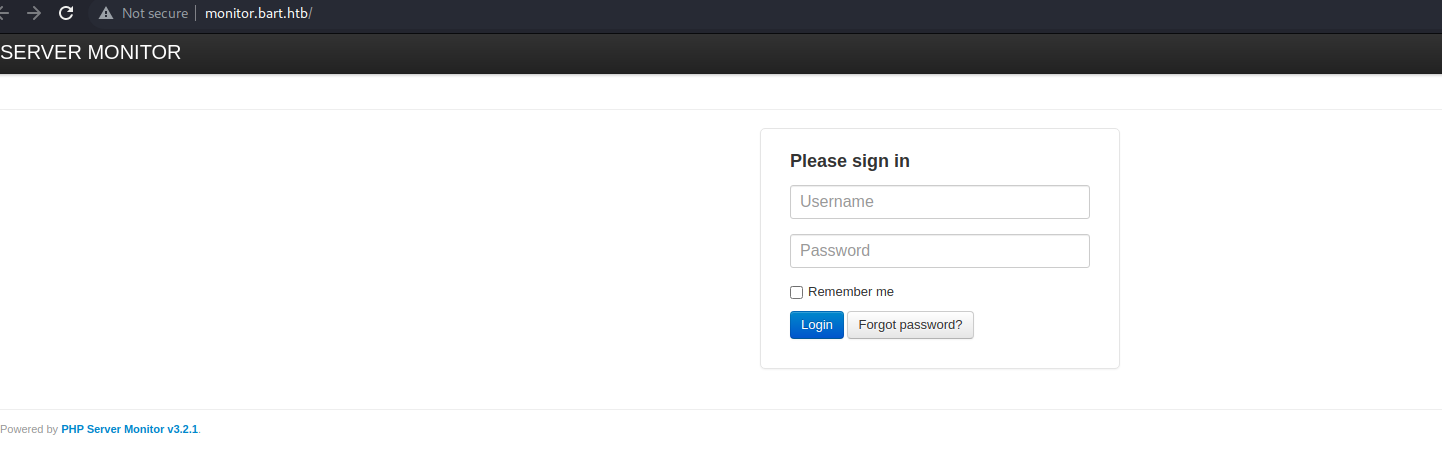 Not secure monitor.bart.htb/
SERVER MONITOR
Please sign in
Username
Password
Remember me
Login Forgot password?
Powered by PHP Server Monitor v3.2.1.